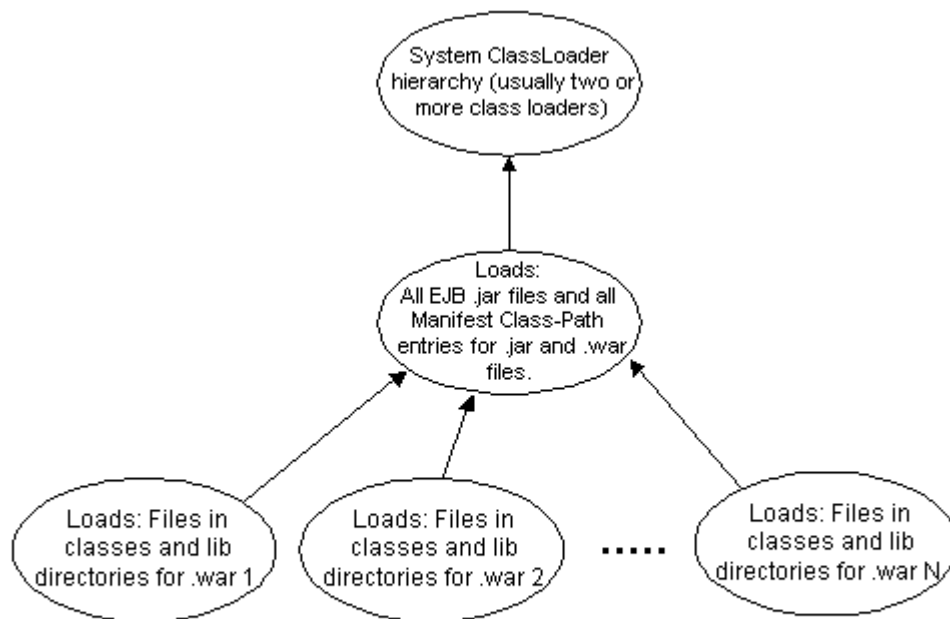 System ClassLoader
hierarchy (usually two or
more class loaders)
Loads:
All EJB .jar files and all
Manifest Class-Path
entries for .jar and .war
files.
Loads: Files in
classes and lib
directories for .war 1
Loads: Files in
classes and lib
directories for .war 2
.....
Loads: Files in
classes and lib
directories for .war N